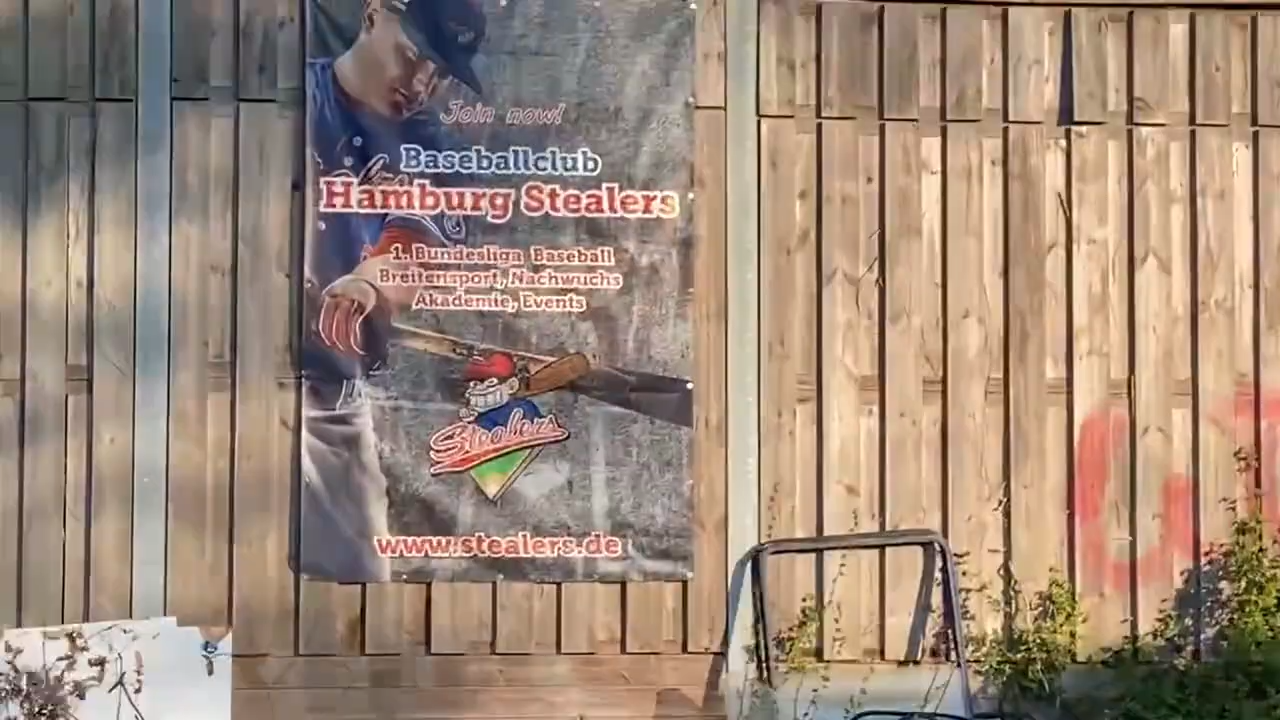 Join now!
Baseballclub
Hamburg Stealers
1. Bundesliga Baseball
Breitensport, Nachwuchs
Akademie, Events
Stealers
www.stealers.de